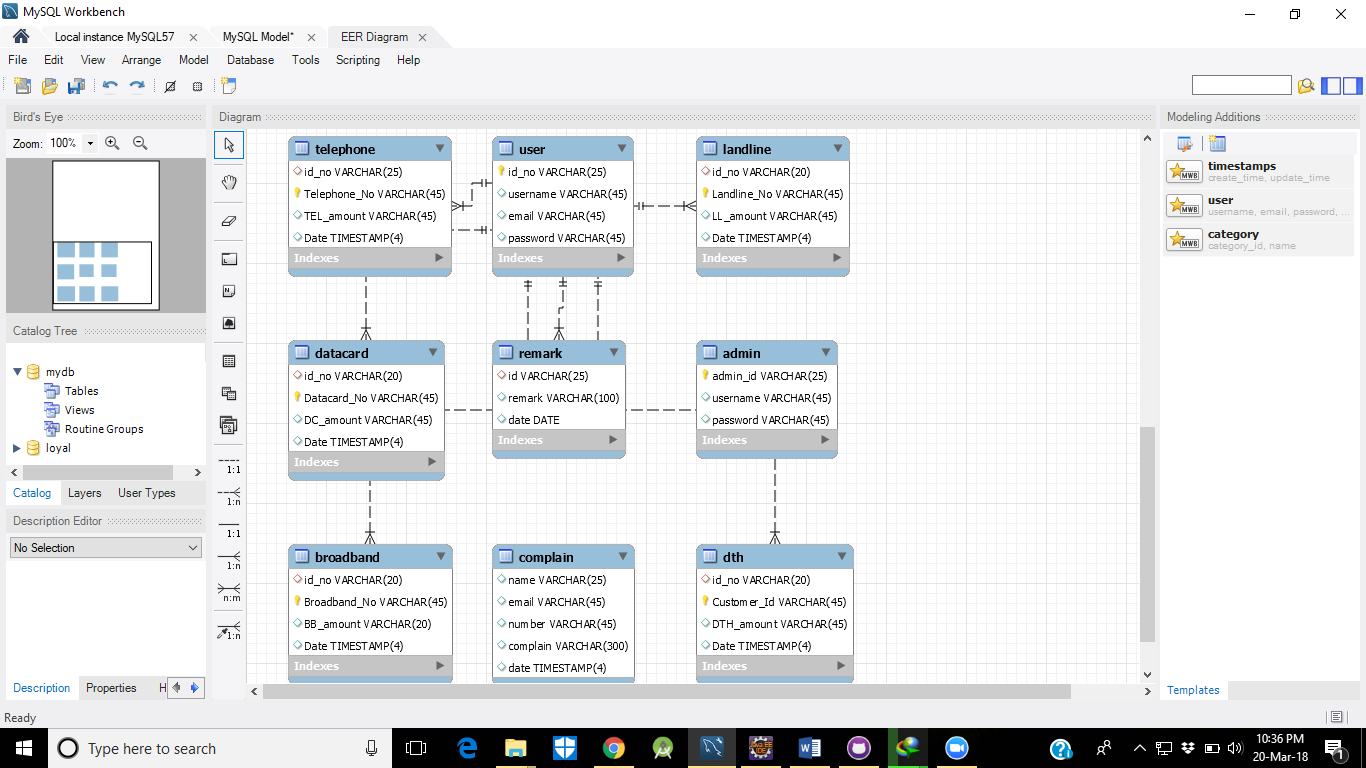 MySQL Workbench
Local instance MySQL57
MySQL Model*
EER Diagram
File Edit View Arrange Model Database Tools Scripting Help
Bird's Eye
Zoom: 100%
Catalog Tree
mydb
Tables
Views
Routine Groups
loyal
Catalog Layers User Types
Description Editor
No Selection
Description Properties H
Diagram
1:1
1:n
1:1
1:n
n:m
1:n
telephone
id_no VARCHAR(25)
Telephone_No VARCHAR(45)
TEL_amount VARCHAR(45)
Date TIMESTAMP(4)
Indexes
user
id_no VARCHAR(25)
username VARCHAR(45)
email VARCHAR(45)
password VARCHAR(45)
Indexes
landline
id_no VARCHAR(20)
Landline_No VARCHAR(45)
LL_amount VARCHAR(45)
Date TIMESTAMP(4)
Indexes
datacard
id_no VARCHAR(20)
Datacard_No VARCHAR(45)
DC_amount VARCHAR(45)
Date TIMESTAMP(4)
Indexes
remark
id VARCHAR(25)
remark VARCHAR(100)
date DATE
Indexes
admin
admin_id VARCHAR(25)
username VARCHAR(45)
password VARCHAR(45)
Indexes
broadband
id_no VARCHAR(20)
Broadband_No VARCHAR(45)
BB_amount VARCHAR(20)
Date TIMESTAMP(4)
Indexes
complain
name VARCHAR(25)
email VARCHAR(45)
number VARCHAR(45)
complain VARCHAR(300)
date TIMESTAMP(4)
dth
id_no VARCHAR(20)
Customer_Id VARCHAR(45)
DTH_amount VARCHAR(45)
Date TIMESTAMP(4)
Indexes
Modeling Additions
MWB
timestamps
create_time, update_time
MWB
user
username, email, password, ...
MWB
category
category_id, name
Templates
Ready
Type here to search
10:36 PM
20-Mar-18
1